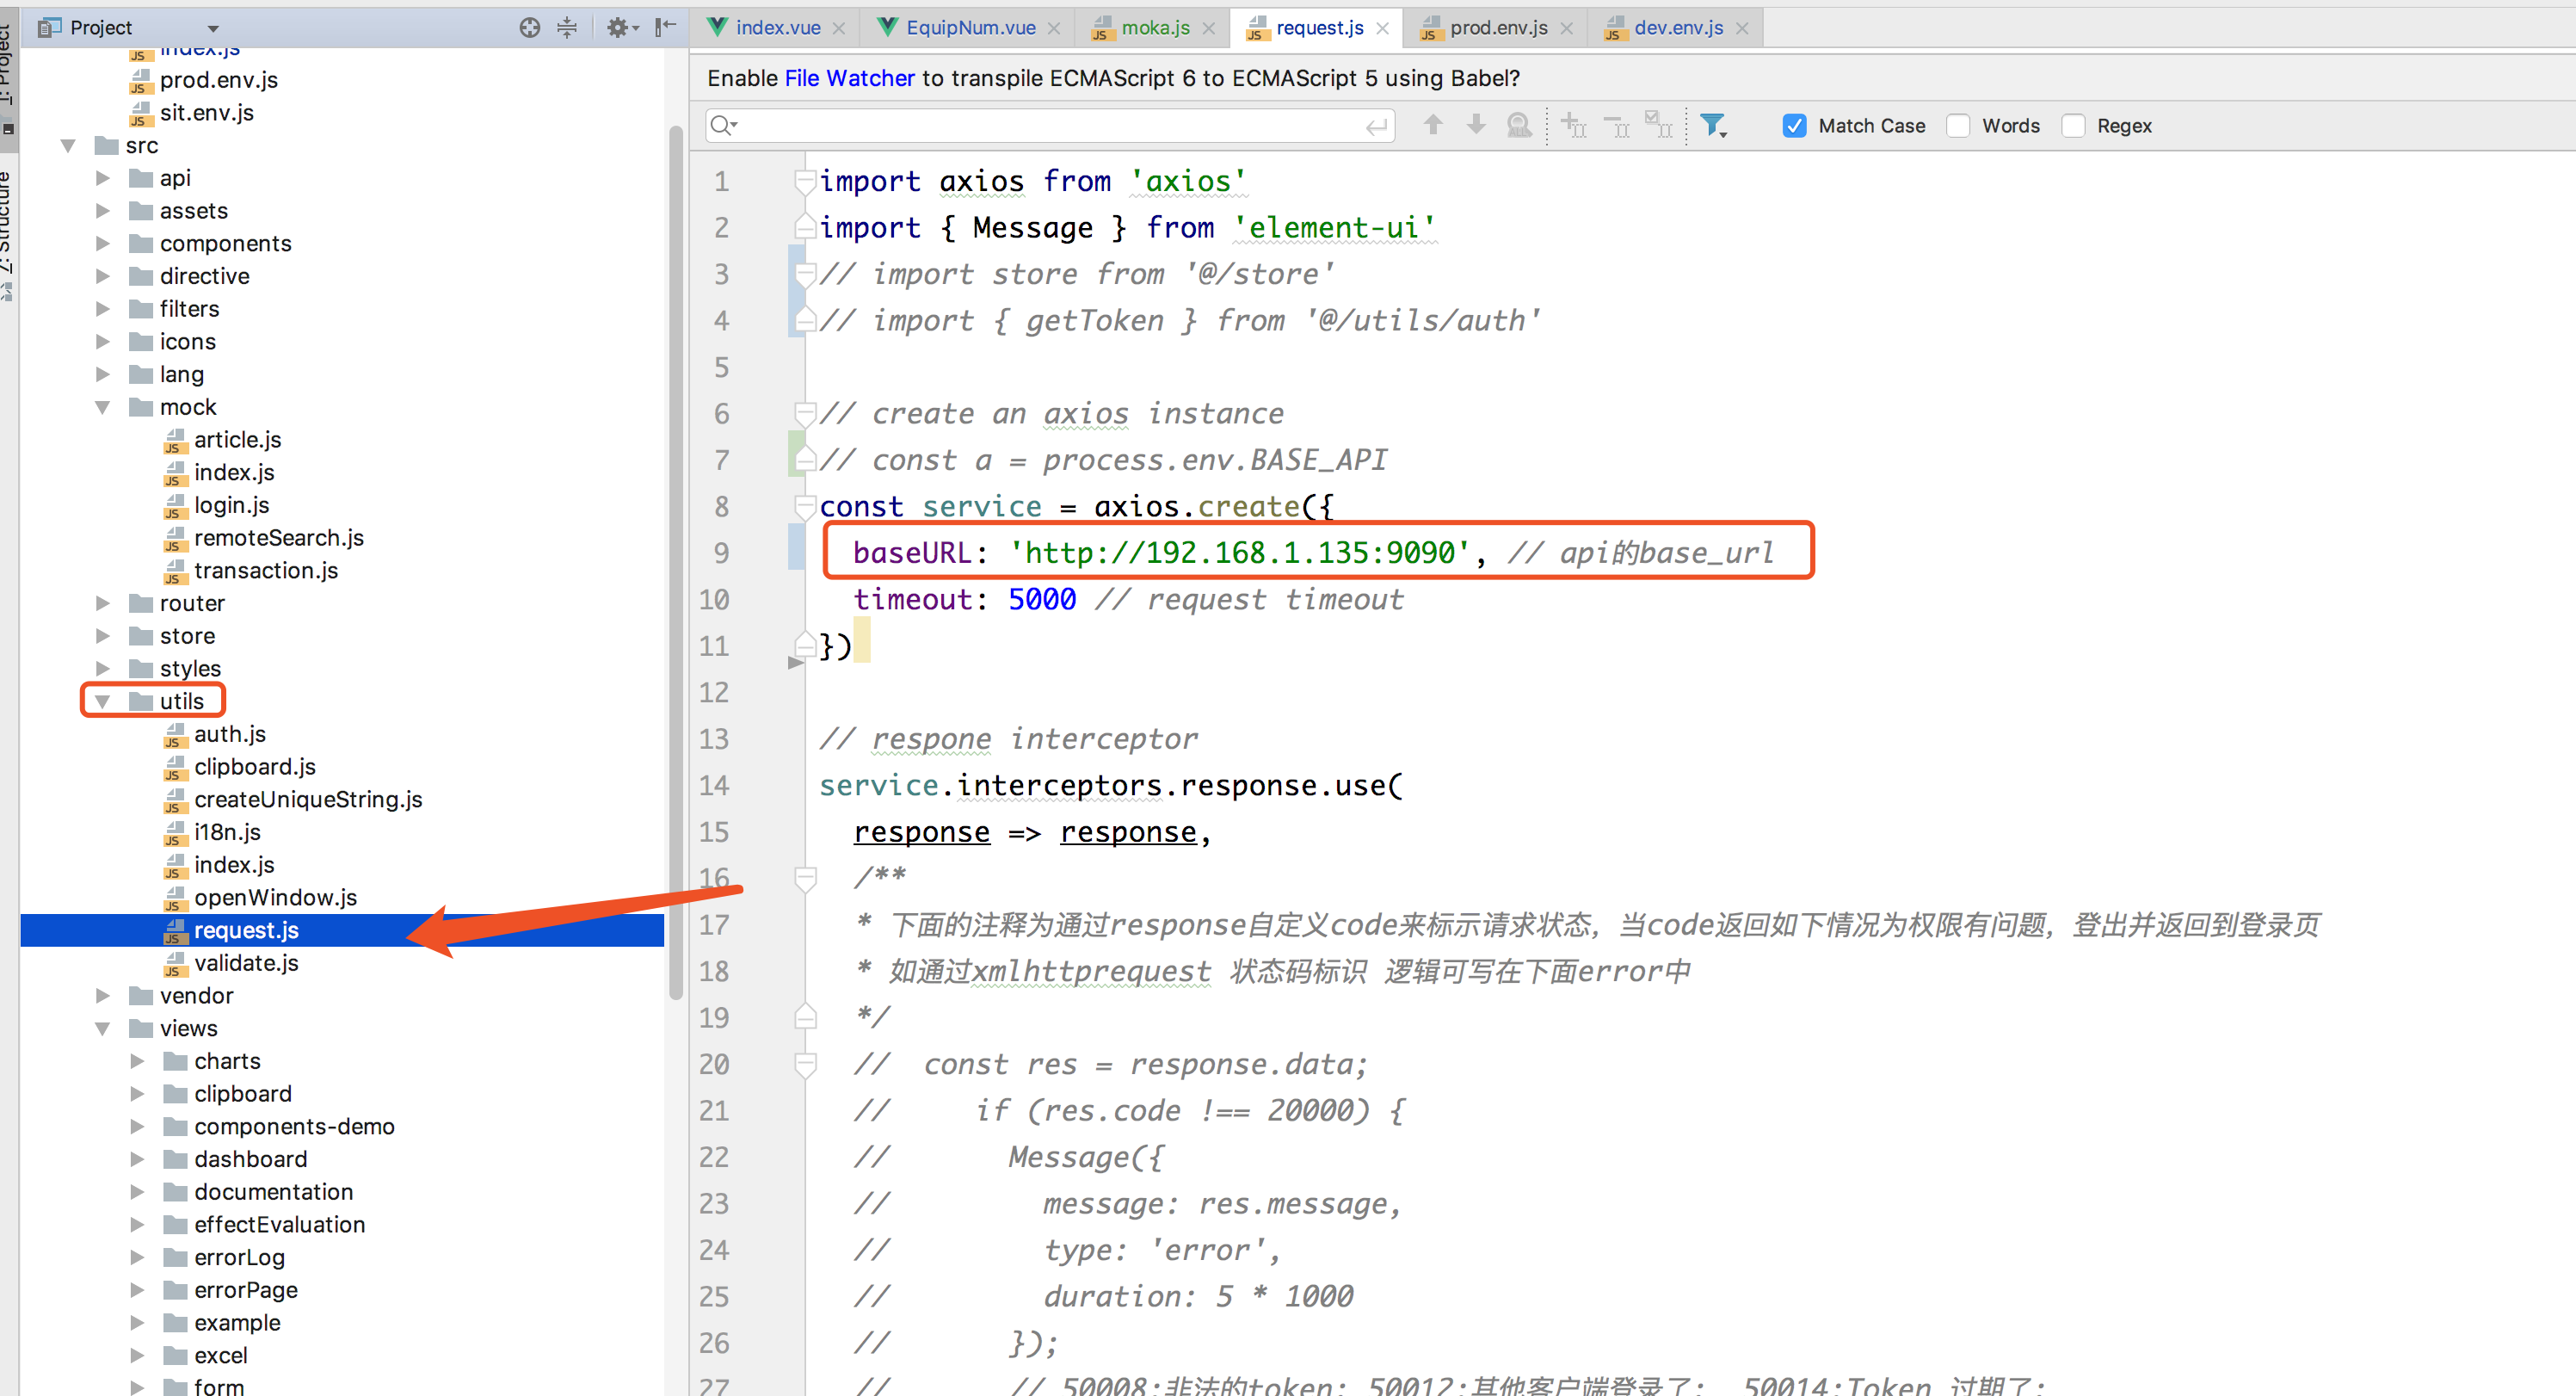 1: Project
7: Structure
Project
index.js
prod.env.js
sit.env.js
src
api
assets
components
directive
filters
icons
lang
mock
article.js
index.js
login.js
remoteSearch.js
transaction.js
router
store
styles
utils
auth.js
clipboard.js
createUniqueString.js
i18n.js
index.js
openWindow.js
request.js
validate.js
vendor
views
charts
clipboard
components-demo
dashboard
documentation
effectEvaluation
errorLog
errorPage
example
excel
form
index.vue
EquipNum.vue
moka.js
request.js
prod.env.js
dev.env.js
Enable File Watcher to transpile ECMAScript 6 to ECMAScript 5 using Babel?
Match Case Words Regex
1 import axios from 'axios'
2 import { Message } from 'element-ui'
3 // import store from '@/store'
4 // import { getToken } from '@/utils/auth'
5
6 // create an axios instance
7 // const a = process.env.BASE_API
8 const service = axios.create({
9 baseURL: 'http://192.168.1.135:9090', // api的base_url
10 timeout: 5000 // request timeout
11 })
12
13 // respone interceptor
14 service.interceptors.response.use(
15 response => response,
16 /**
17 * 下面的注释为通过response自定义code来标示请求状态，当code返回如下情况为权限有问题，登出并返回到登录页
18 * 如通过xmlhttprequest 状态码标识 逻辑可写在下面error中
19 */
20 // const res = response.data;
21 // if (res.code !== 20000) {
22 // Message({
23 // message: res.message,
24 // type: 'error',
25 // duration: 5 * 1000
26 // });
27 // // 50008:非法的token; 50012:其他客户端登录了; 50014:Token 过期了;